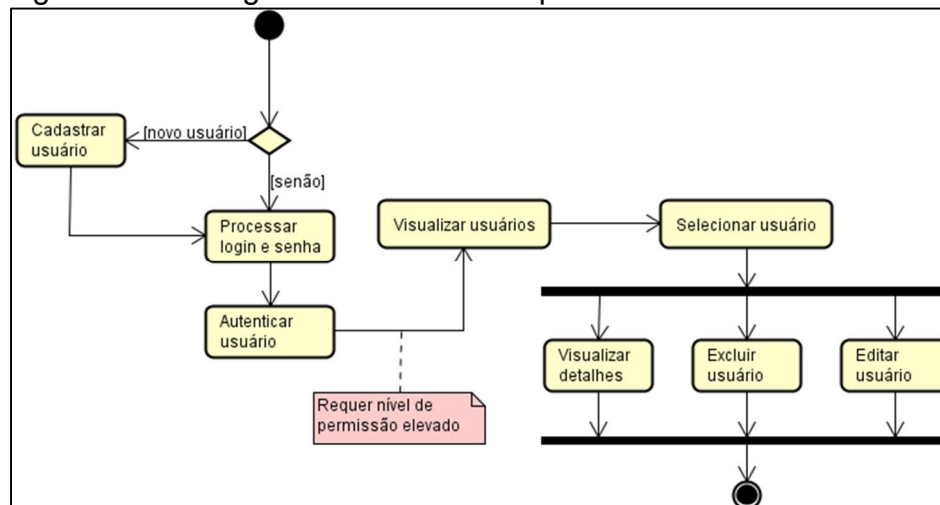 Cadastrar
usuário
[novo usuário]
[senão]
Processar
login e senha
Autenticar
usuário
Requer nível de
permissão elevado
Visualizar usuários
Selecionar usuário
Visualizar
detalhes
Excluir
usuário
Editar
usuário